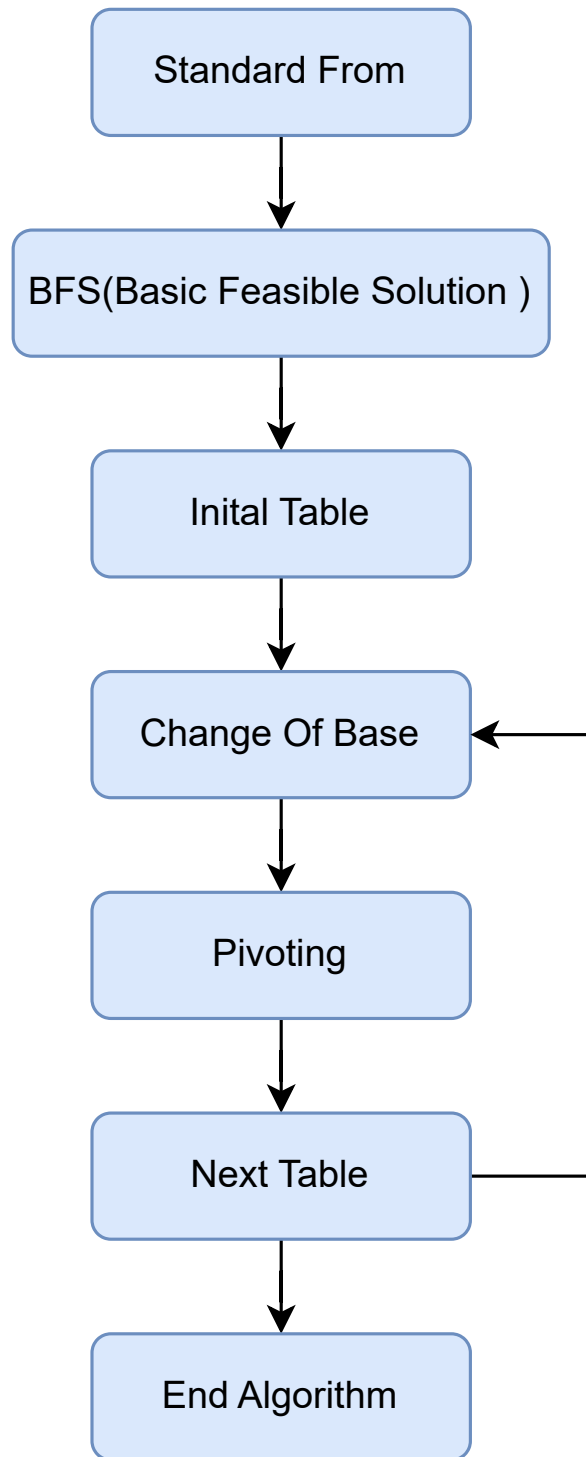 Standard From
BFS(Basic Feasible Solution )
Inital Table
Change Of Base
Pivoting
Next Table
End Algorithm